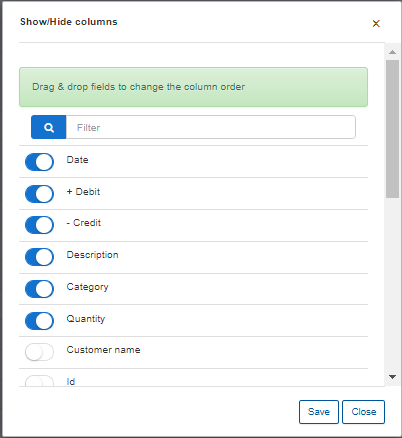 Show/Hide columns
×
Drag & drop fields to change the column order
Filter
Date
+ Debit
- Credit
Description
Category
Quantity
Customer name
Id
Save Close